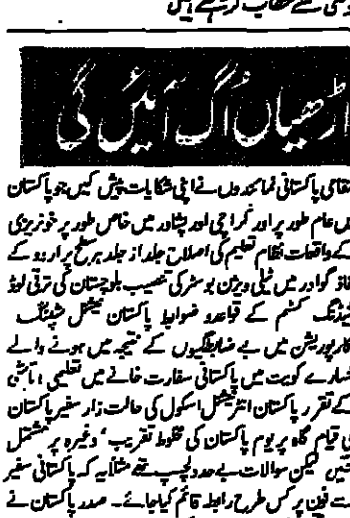 سے خطاب کرتے ہیں
داڑھیاں اُگ آئیں گی
مقامی پاکستانی نمائندوں نے اپنی شکایات پیش کیں جو پاکستان
میں عام طور پر اور کراچی اور پشاور میں خاص طور پر خونریزی
کے واقعات نظام تعلیم کی اصلاح جلد از جلد ہر سطح پر اردو کے
نفاذ گوادر میں ٹیلی ویژن بوسٹر کی تنصیب بلوچستان کی ترقی لوڈ
شیڈنگ کسٹم کے قواعد و ضوابط پاکستان نیشنل شپنگ
کارپوریشن میں بے ضابطگیوں کے نتیجہ میں ہونے والے
خسارے کویت میں پاکستانی سفارت خانے میں تعلیمی اتاشی
کے تقرر پاکستان انٹرنیشنل اسکول کی حالت زار سفیر پاکستان
کی قیام گاہ پر یوم پاکستان کی مخلوط تقریب وغیرہ پر مشتمل
تھیں لیکن سوالات بے حد دلچسپ تھے مثلاً یہ کہ پاکستانی سفیر
سے فون پر کس طرح رابطہ قائم کیا جائے۔ صدر پاکستان نے